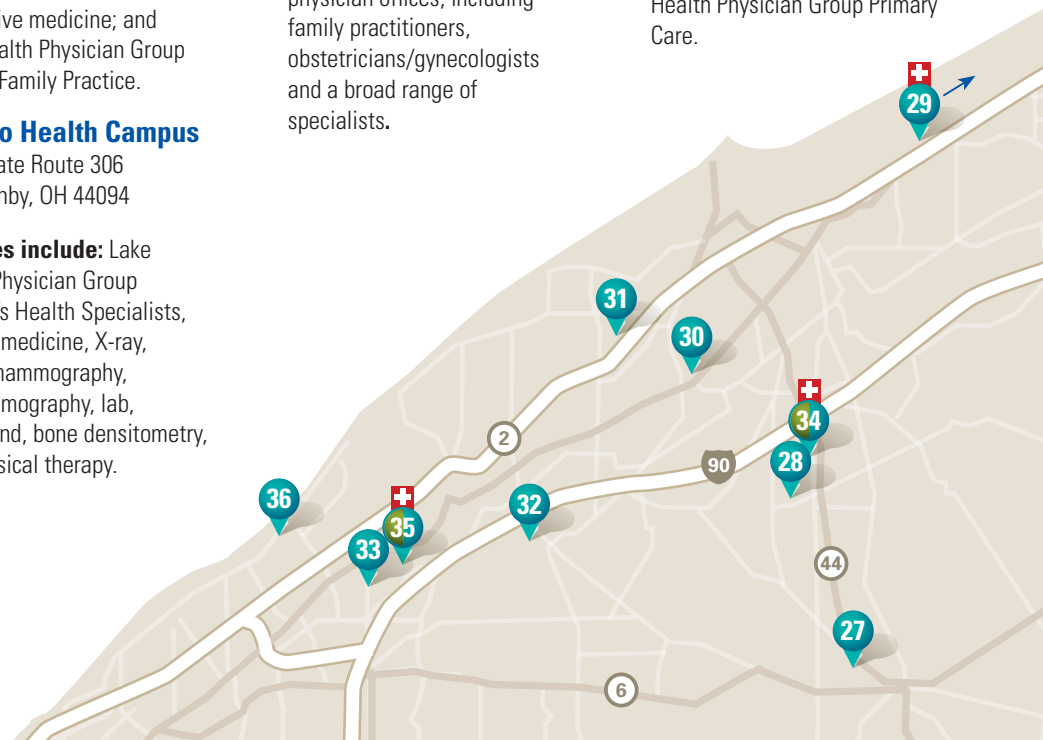 ive medicine; and
alth Physician Group
Family Practice.
o Health Campus
ate Route 306
nby, OH 44094
es include: Lake
Physician Group
's Health Specialists,
medicine, X-ray,
nammography,
mography, lab,
nd, bone densitometry,
sical therapy.
physician offices, including
family practitioners,
obstetricians/gynecologists
and a broad range of
specialists.
Health Physician Group Primary
Care.
29
31
30
34
2
90
28
36
32
35
33
44
27
6